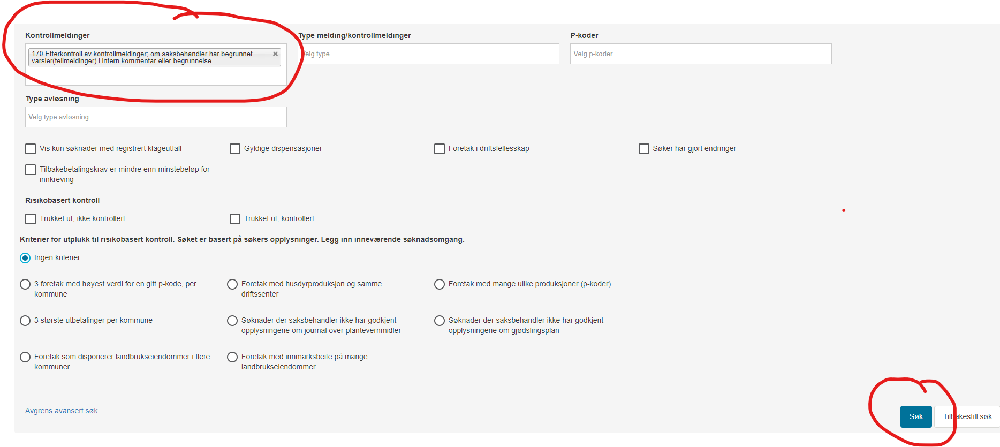 Kontrollmeldinger
Type melding/kontrollmeldinger
P-koder
170 Etterkontroll av kontrollmeldinger; om saksbehandler har begrunnet
varsler(feilmeldinger) i intern kommentar eller begrunnelse
Velg type
Velg p-koder
Type avløsning
Velg type avløsning
Vis kun søknader med registrert klageutfall
Gyldige dispensasjoner
Foretak i driftsfellesskap
Søker har gjort endringer
Tilbakebetalingskrav er mindre enn minstebeløp for
innkreving
Risikobasert kontroll
Trukket ut, ikke kontrollert
Trukket ut, kontrollert
Kriterier for utplukk til risikobasert kontroll. Søket er basert på søkers opplysninger. Legg inn inneværende søknadsomgang.
Ingen kriterier
3 foretak med høyest verdi for en gitt p-kode, per
kommune
Foretak med husdyrproduksjon og samme
driftssenter
Foretak med mange ulike produksjoner (p-koder)
3 største utbetalinger per kommune
Søknader der saksbehandler ikke har godkjent
opplysningene om journal over plantevernmidler
Søknader der saksbehandler ikke har godkjent
opplysningene om gjødslingsplan
Foretak som disponerer landbrukseiendommer i flere
kommuner
Foretak med innmarksbeite på mange
landbrukseiendommer
Avgrens avansert søk
Søk
Tilbakestill søk